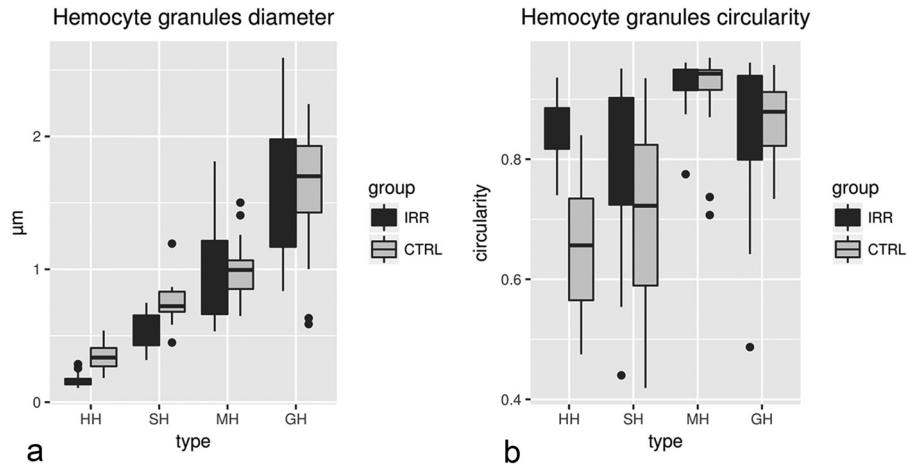 Hemocyte granules diameter
µm
2
1
0
HH SH MH GH
type
group
IRR
CTRL
a
Hemocyte granules circularity
circularity
0.8
0.6
0.4
HH SH MH GH
type
group
IRR
CTRL
b